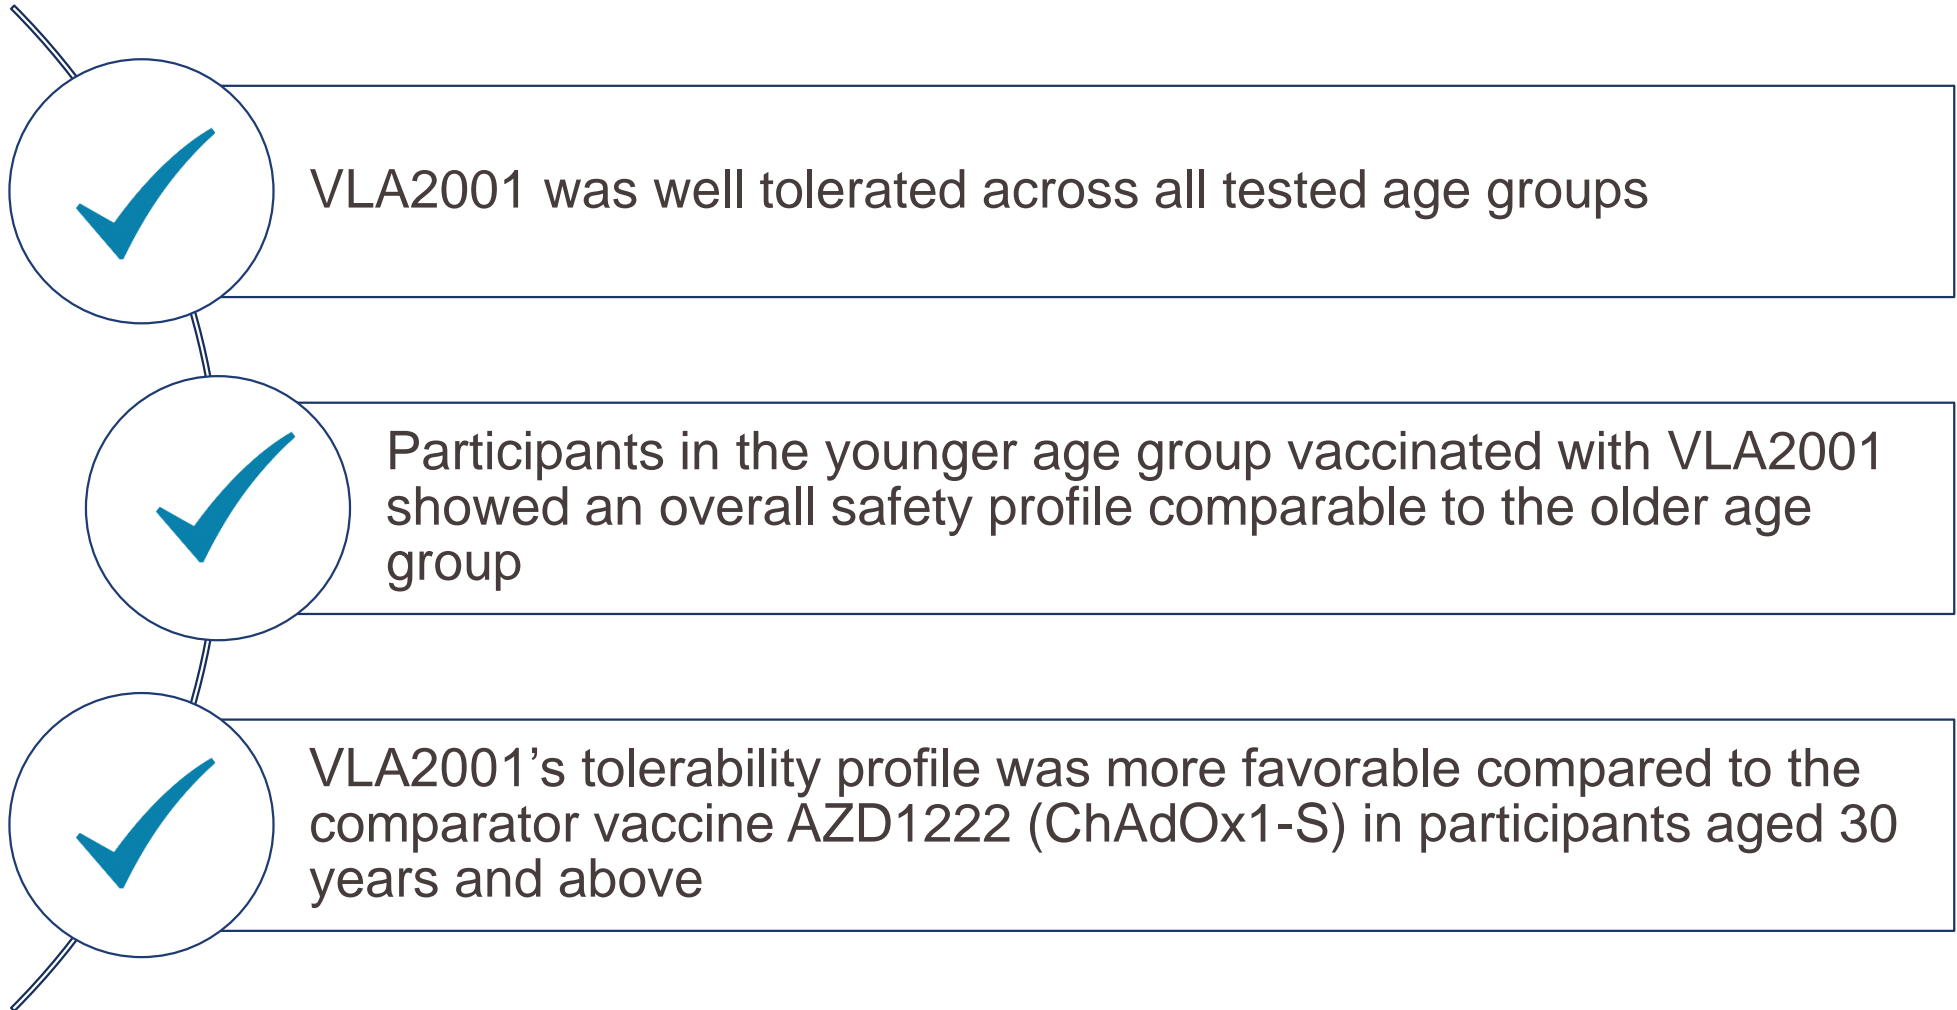 VLA2001 was well tolerated across all tested age groups
Participants in the younger age group vaccinated with VLA2001
showed an overall safety profile comparable to the older age
group
VLA2001’s tolerability profile was more favorable compared to the
comparator vaccine AZD1222 (ChAdOx1-S) in participants aged 30
years and above